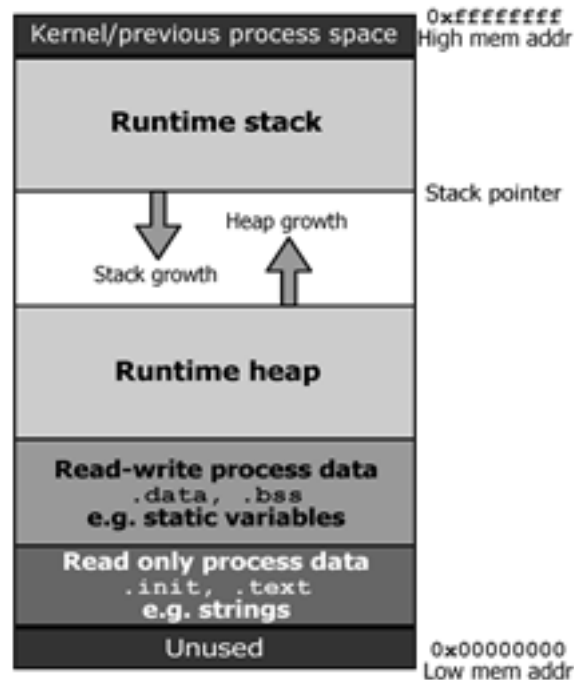 0xffffffff
Kernel/previous process space
High mem addr
Runtime stack
Stack pointer
Heap growth
Stack growth
Runtime heap
Read-write process data
.data, .bss
e.g. static variables
Read only process data
.init, .text
e.g. strings
Unused
0x00000000
Low mem addr